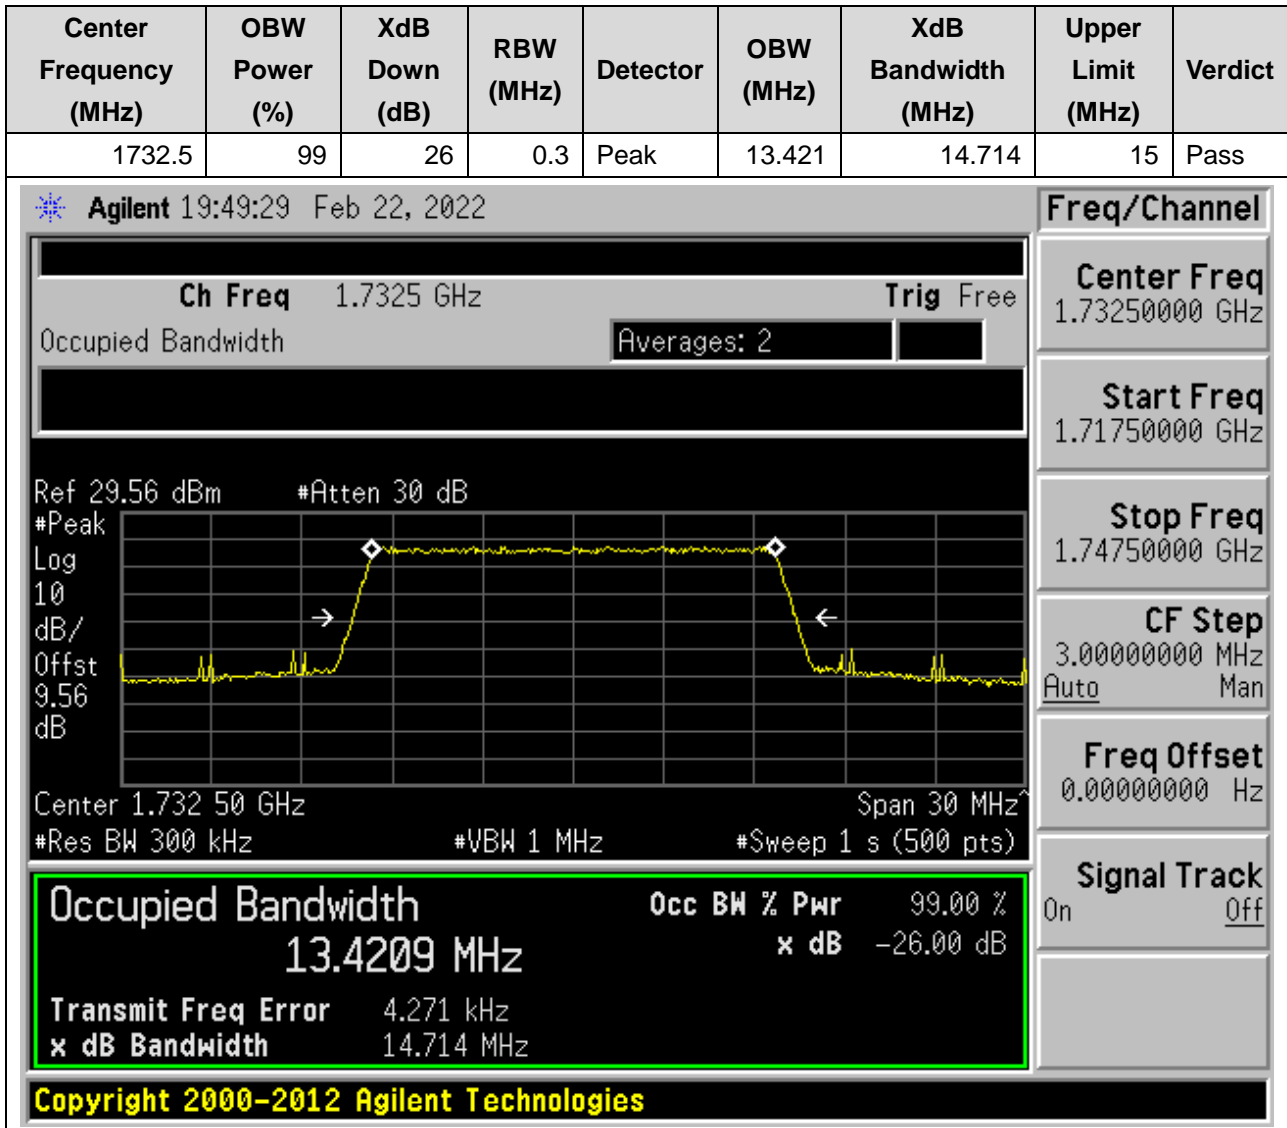 Center Frequency (MHz) OBW Power (%) XdB Down (dB) RBW (MHz) Detector OBW (MHz) XdB Bandwidth (MHz) Upper Limit (MHz) Verdict
1732.5 99 26 0.3 Peak 13.421 14.714 15 Pass
Agilent 19:49:29 Feb 22, 2022
Ch Freq 1.7325 GHz Trig Free
Occupied Bandwidth Averages: 2
Ref 29.56 dBm #Atten 30 dB
#Peak
Log
10
dB/
Offst
9.56
dB
Center 1.732 50 GHz Span 30 MHz^
#Res BW 300 kHz #VBW 1 MHz #Sweep 1 s (500 pts)
Occupied Bandwidth Occ BW % Pwr 99.00 %
13.4209 MHz x dB -26.00 dB
Transmit Freq Error 4.271 kHz
x dB Bandwidth 14.714 MHz
Freq/Channel
Center Freq
1.73250000 GHz
Start Freq
1.71750000 GHz
Stop Freq
1.74750000 GHz
CF Step
3.00000000 MHz
Auto Man
Freq Offset
0.00000000 Hz
Signal Track
On Off
Copyright 2000-2012 Agilent Technologies